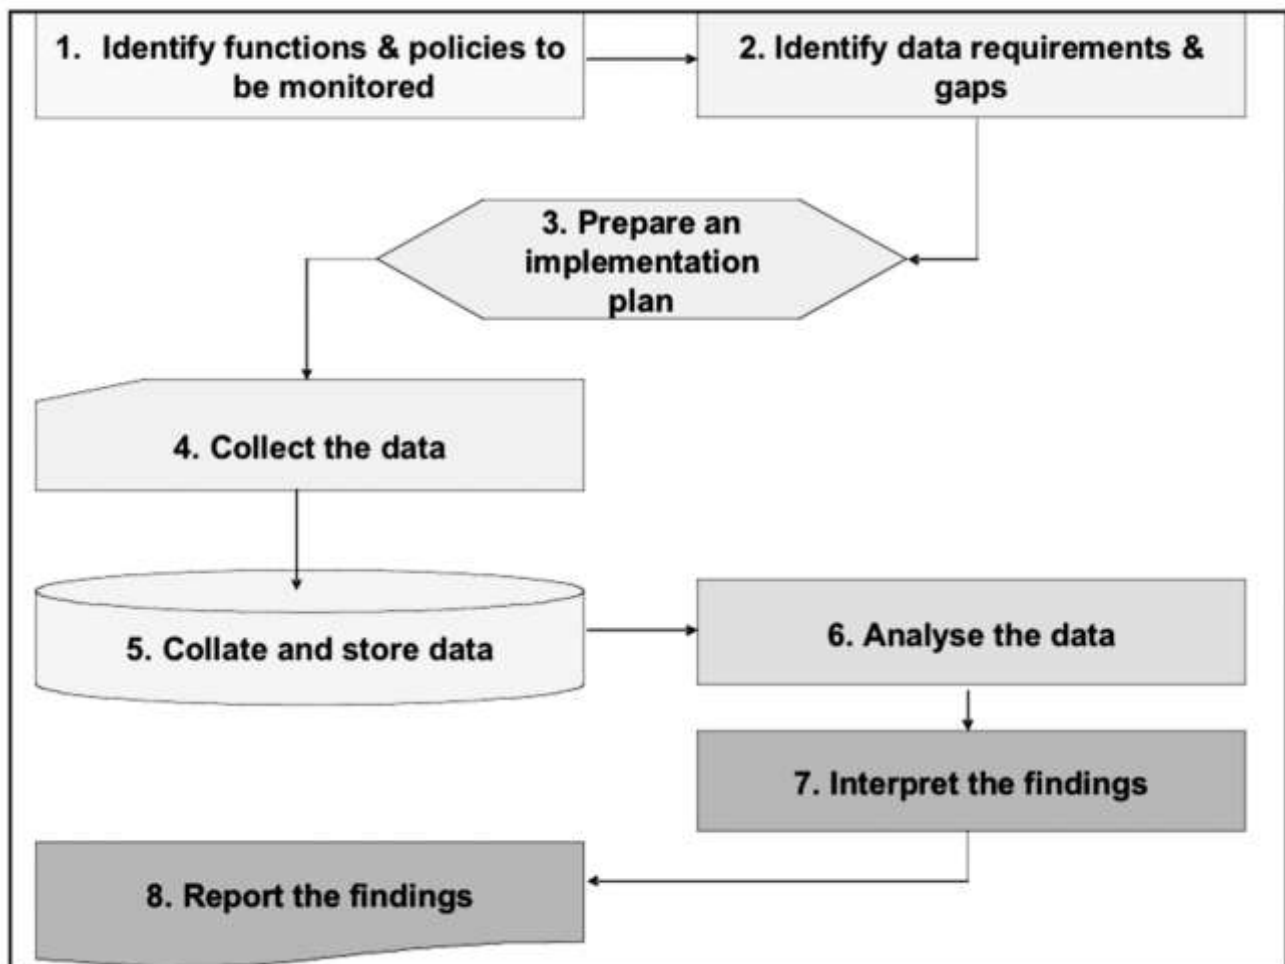 1. Identify functions & policies to
be monitored
2. Identify data requirements &
gaps
3. Prepare an
implementation
plan
4. Collect the data
5. Collate and store data
6. Analyse the data
7. Interpret the findings
8. Report the findings